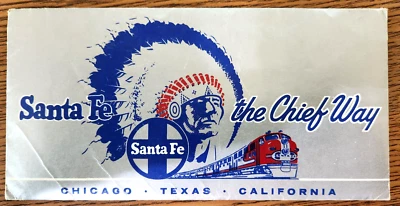 Santa Fe the Chief Way
Santa Fe
CHICAGO · TEXAS · CALIFORNIA